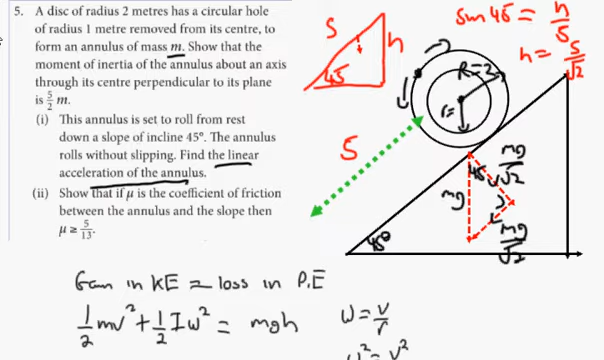 5. A disc of radius 2 metres has a circular hole
of radius 1 metre removed from its centre, to
form an annulus of mass m. Show that the
moment of inertia of the annulus about an axis
through its centre perpendicular to its plane
is 5/2 m.
(i) This annulus is set to roll from rest
down a slope of incline 45°. The annulus
rolls without slipping. Find the linear
acceleration of the annulus.
(ii) Show that if μ is the coefficient of friction
between the annulus and the slope then
μ ≥ 5/13.
S
h
45
sin 45 = h/S
h = S/√2
R=2
r=
S
45
mg/√2
mg
mg/√2
45°
Gain in KE = loss in P.E
1/2 mv² + 1/2 Iω² = mgh
ω = v/r
ω² = v²